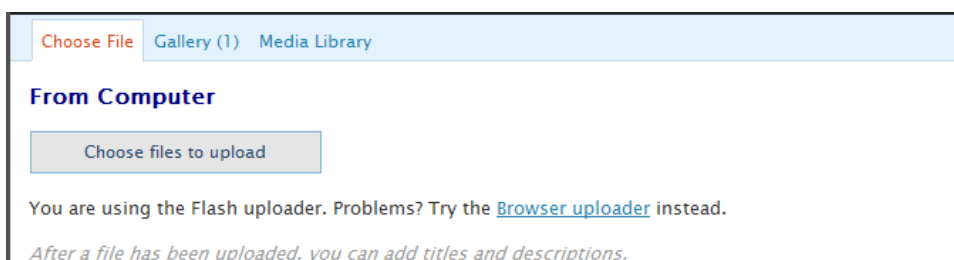 Choose File Gallery (1) Media Library
From Computer
Choose files to upload
You are using the Flash uploader. Problems? Try the Browser uploader instead.
After a file has been uploaded, you can add titles and descriptions.